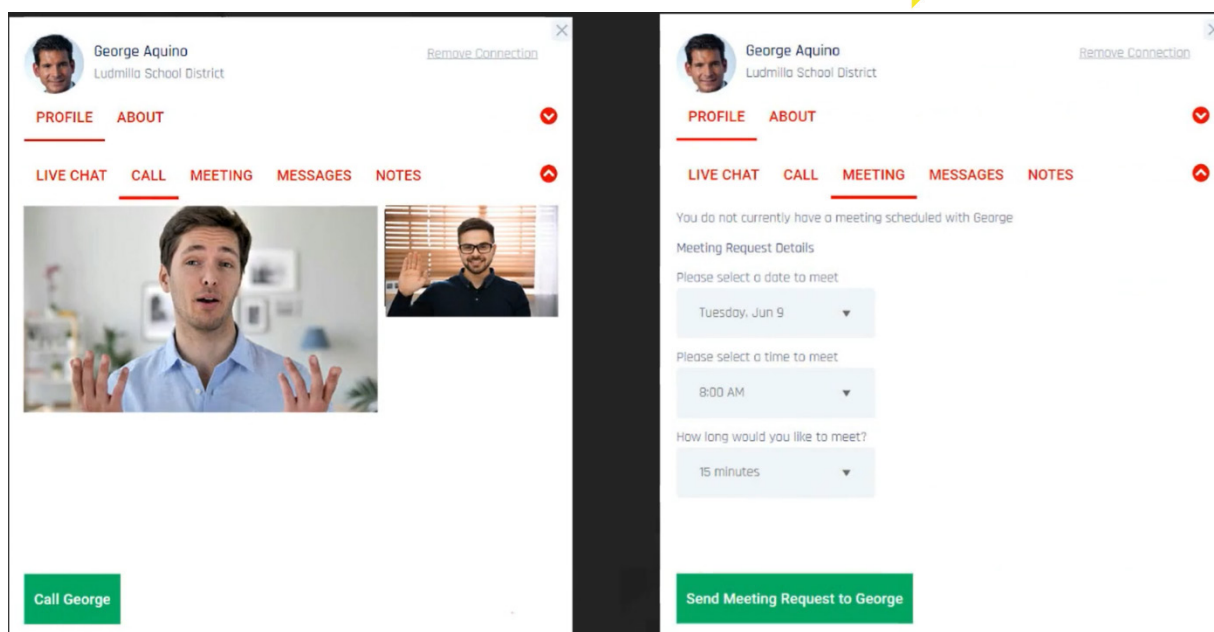 George Aquino
Remove Connection
Ludmilla School District
PROFILE ABOUT
LIVE CHAT CALL MEETING MESSAGES NOTES
Call George
George Aquino
Remove Connection
Ludmilla School District
PROFILE ABOUT
LIVE CHAT CALL MEETING MESSAGES NOTES
You do not currently have a meeting scheduled with George
Meeting Request Details
Please select a date to meet
Tuesday, Jun 9
Please select a time to meet
8:00 AM
How long would you like to meet?
15 minutes
Send Meeting Request to George